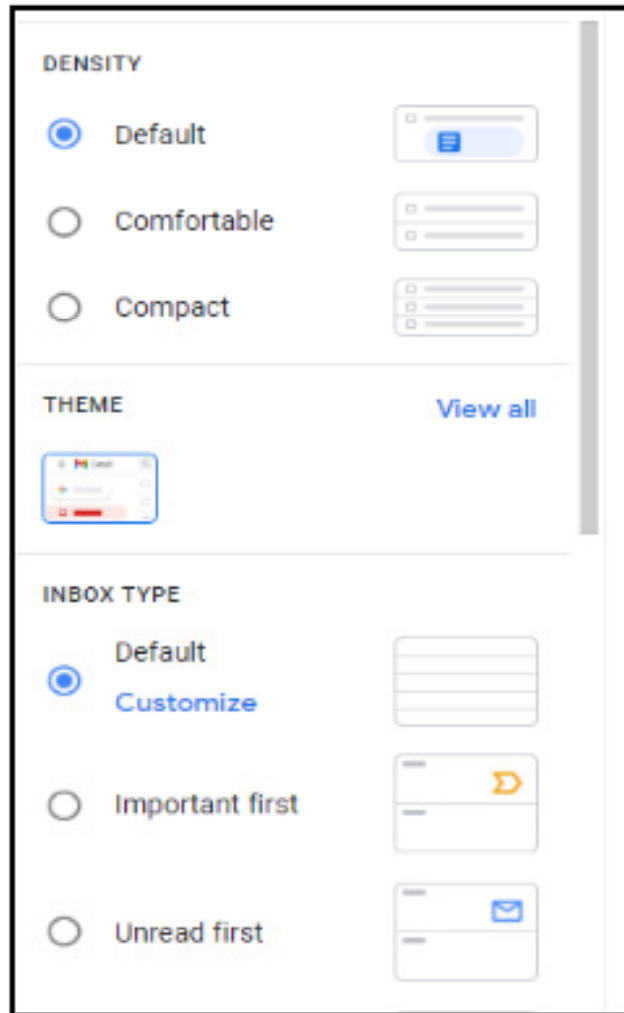 DENSITY
Default
Comfortable
Compact
THEME
View all
INBOX TYPE
Default
Customize
Important first
Unread first